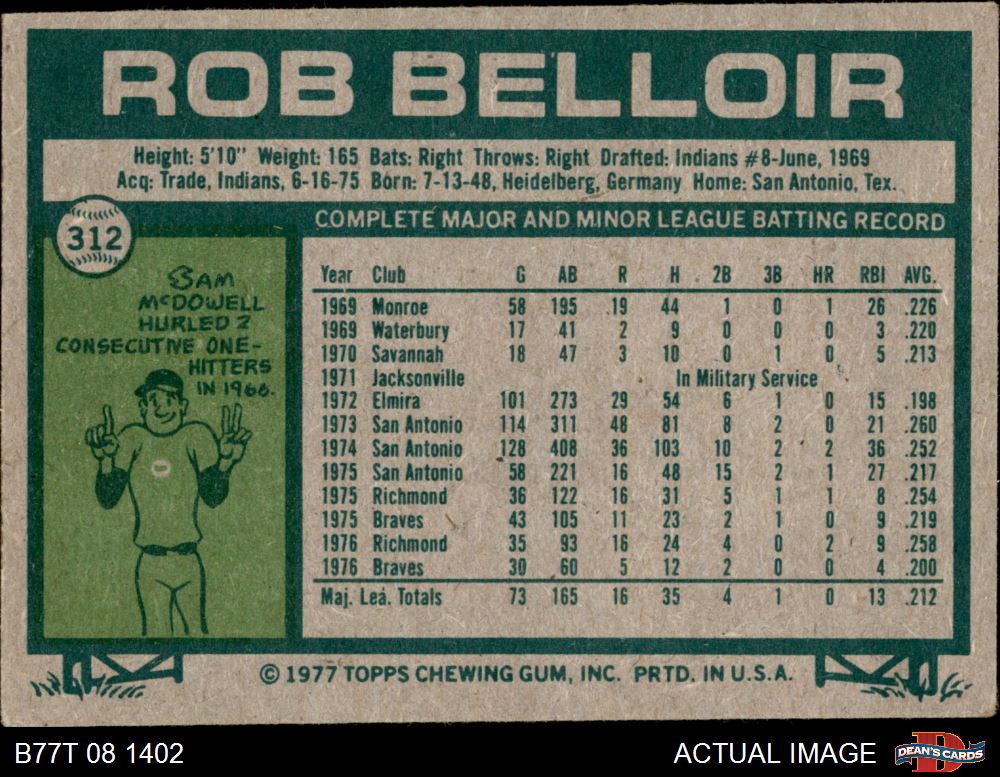 ROB BELLOIR
Height: 5'10" Weight: 165 Bats: Right Throws: Right Drafted: Indians #8-June, 1969
Acq: Trade, Indians, 6-16-75 Born: 7-13-48, Heidelberg, Germany Home: San Antonio, Tex.
312
COMPLETE MAJOR AND MINOR LEAGUE BATTING RECORD
SAM
McDOWELL
HURLED 2
CONSECUTIVE ONE-
HITTERS
IN 1966.
Year Club G AB R H 2B 3B HR RBI AVG.
1969 Monroe 58 195 19 44 1 0 1 26 .226
1969 Waterbury 17 41 2 9 0 0 0 3 .220
1970 Savannah 18 47 3 10 0 1 0 5 .213
1971 Jacksonville In Military Service
1972 Elmira 101 273 29 54 6 1 0 15 .198
1973 San Antonio 114 311 48 81 8 2 0 21 .260
1974 San Antonio 128 408 36 103 10 2 2 36 .252
1975 San Antonio 58 221 16 48 15 2 1 27 .217
1975 Richmond 36 122 16 31 5 1 1 8 .254
1975 Braves 43 105 11 23 2 1 0 9 .219
1976 Richmond 35 93 16 24 4 0 2 9 .258
1976 Braves 30 60 5 12 2 0 0 4 .200
Maj. Lea. Totals 73 165 16 35 4 1 0 13 .212
© 1977 TOPPS CHEWING GUM, INC. PRTD. IN U.S.A.
B77T 08 1402
ACTUAL IMAGE
D
DEAN'S CARDS